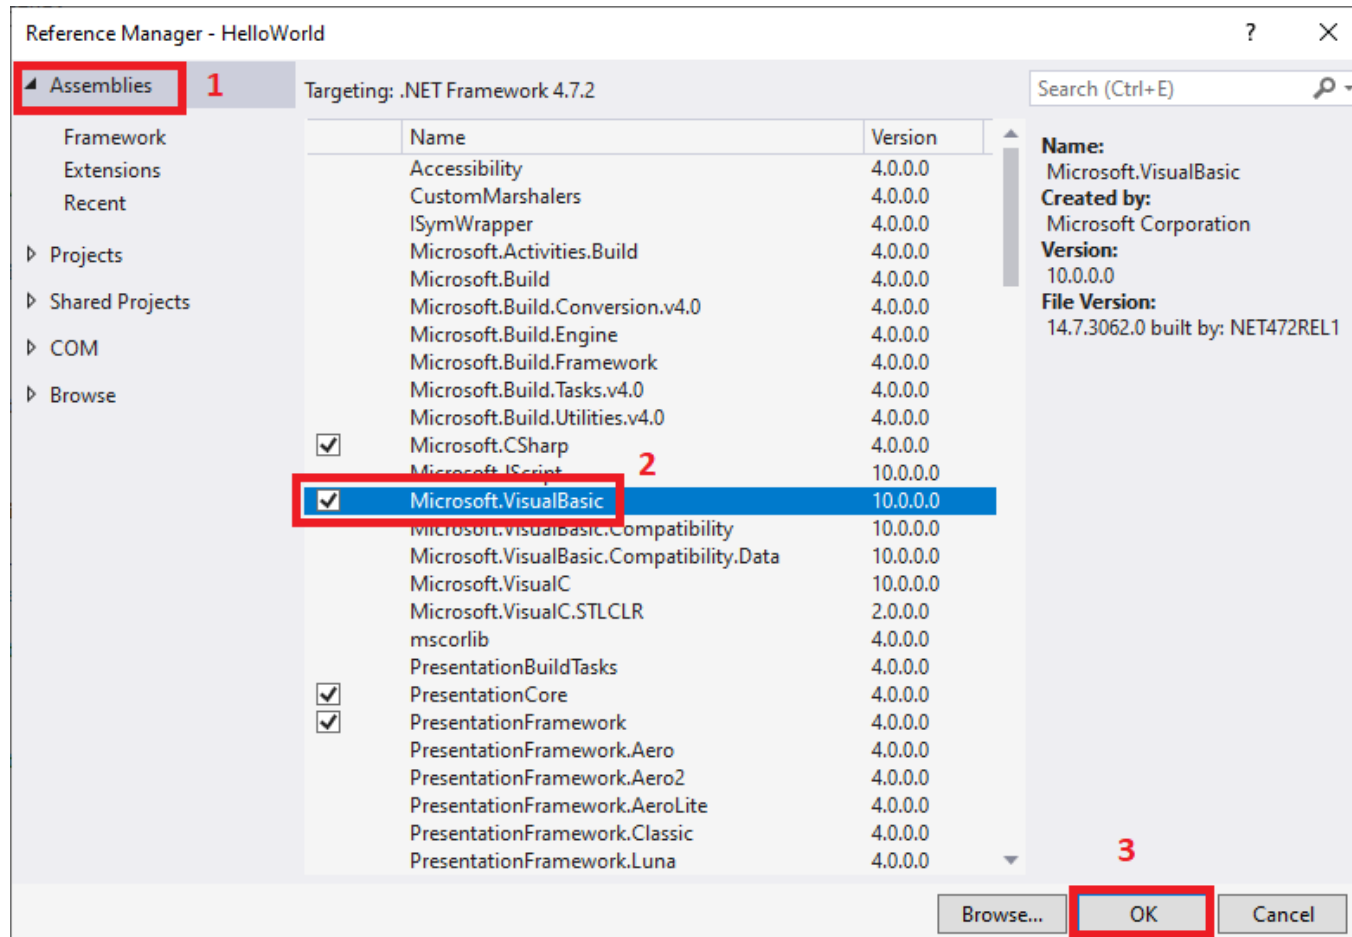 Reference Manager - HelloWorld
? 
Assemblies 1
Framework
Extensions
Recent
Projects
Shared Projects
COM
Browse
Targeting: .NET Framework 4.7.2
Name Version
Accessibility 4.0.0.0
CustomMarshalers 4.0.0.0
ISymWrapper 4.0.0.0
Microsoft.Activities.Build 4.0.0.0
Microsoft.Build 4.0.0.0
Microsoft.Build.Conversion.v4.0 4.0.0.0
Microsoft.Build.Engine 4.0.0.0
Microsoft.Build.Framework 4.0.0.0
Microsoft.Build.Tasks.v4.0 4.0.0.0
Microsoft.Build.Utilities.v4.0 4.0.0.0
Microsoft.CSharp 4.0.0.0
Microsoft.JScript 10.0.0.0
2
Microsoft.VisualBasic 10.0.0.0
Microsoft.VisualBasic.Compatibility 10.0.0.0
Microsoft.VisualBasic.Compatibility.Data 10.0.0.0
Microsoft.VisualC 10.0.0.0
Microsoft.VisualC.STLCLR 2.0.0.0
mscorlib 4.0.0.0
PresentationBuildTasks 4.0.0.0
PresentationCore 4.0.0.0
PresentationFramework 4.0.0.0
PresentationFramework.Aero 4.0.0.0
PresentationFramework.Aero2 4.0.0.0
PresentationFramework.AeroLite 4.0.0.0
PresentationFramework.Classic 4.0.0.0
PresentationFramework.Luna 4.0.0.0
Search (Ctrl+E)
Name:
Microsoft.VisualBasic
Created by:
Microsoft Corporation
Version:
10.0.0.0
File Version:
14.7.3062.0 built by: NET472REL1
3
Browse... OK Cancel